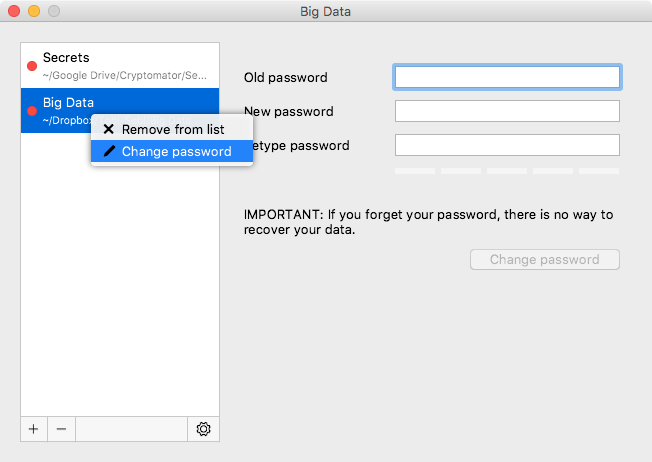 Big Data
Secrets
~/Google Drive/Cryptomator/Se...
Big Data
~/Dropbox
Remove from list
Change password
Old password
New password
etype password
IMPORTANT: If you forget your password, there is no way to
recover your data.
Change password
+ −